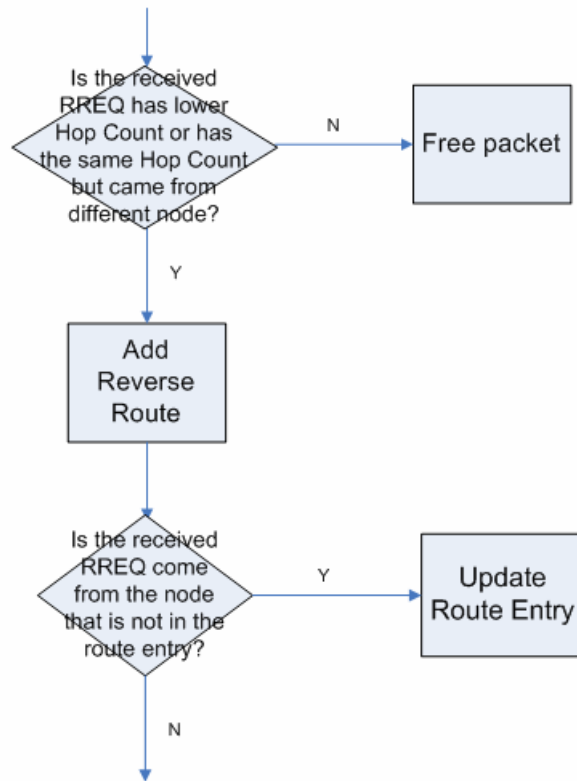 Is the received
RREQ has lower
Hop Count or has
the same Hop Count
but came from
different node?
N
Free packet
Y
Add
Reverse
Route
Is the received
RREQ come
from the node
that is not in the
route entry?
Y
Update
Route Entry
N